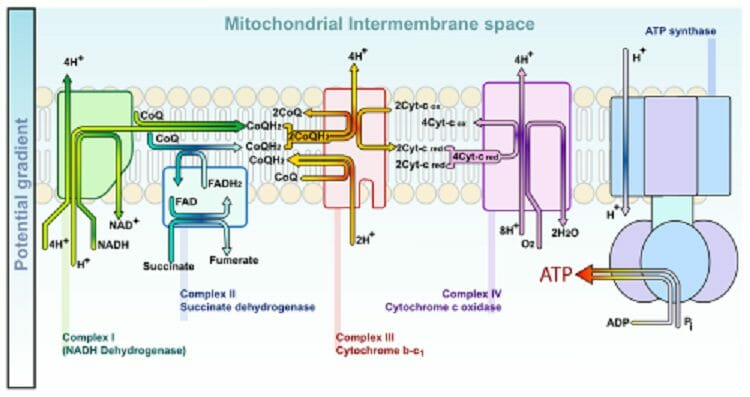 Mitochondrial Intermembrane space
ATP synthase
Potential gradient
4H⁺
4H⁺
4H⁺
H⁺
CoQ
CoQ
CoQH₂
CoQH₂
CoQH₂
CoQ
2CoQ
2CoQH₂
2Cyt-c ox
4Cyt-c ox
2Cyt-c red
2Cyt-c red
4Cyt-c red
FADH₂
FAD
NAD⁺
NADH
4H⁺
H⁺
Succinate
Fumerate
2H⁺
8H⁺
O₂
2H₂O
H⁺
ATP
ADP
Pi
Complex II
Succinate dehydrogenase
Complex IV
Cytochrome c oxidase
Complex I
(NADH Dehydrogenase)
Complex III
Cytochrome b-c₁